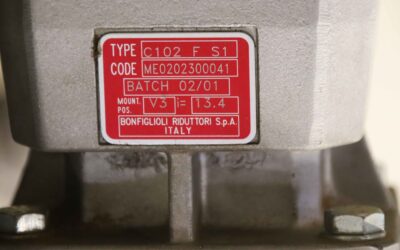 TYPE C102 F S1
CODE ME0202300041
BATCH 02/01
MOUNT. POS. V3 i= 13.4
BONFIGLIOLI RIDUTTORI S.p.A.
ITALY